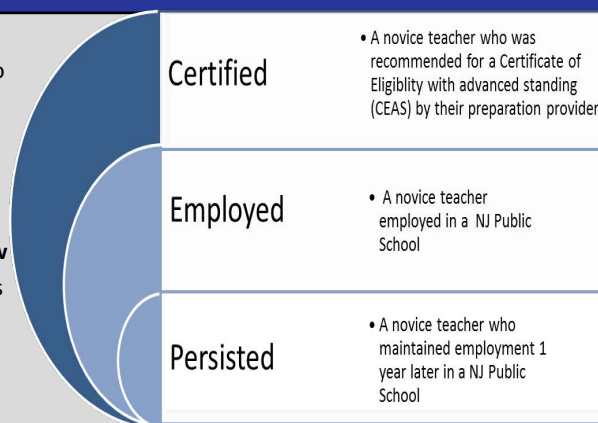 Certified
• A novice teacher who was
recommended for a Certificate of
Eligiblity with advanced standing
(CEAS) by their preparation provider
Employed
• A novice teacher
employed in a NJ Public
School
Persisted
• A novice teacher who
maintained employment 1
year later in a NJ Public
School